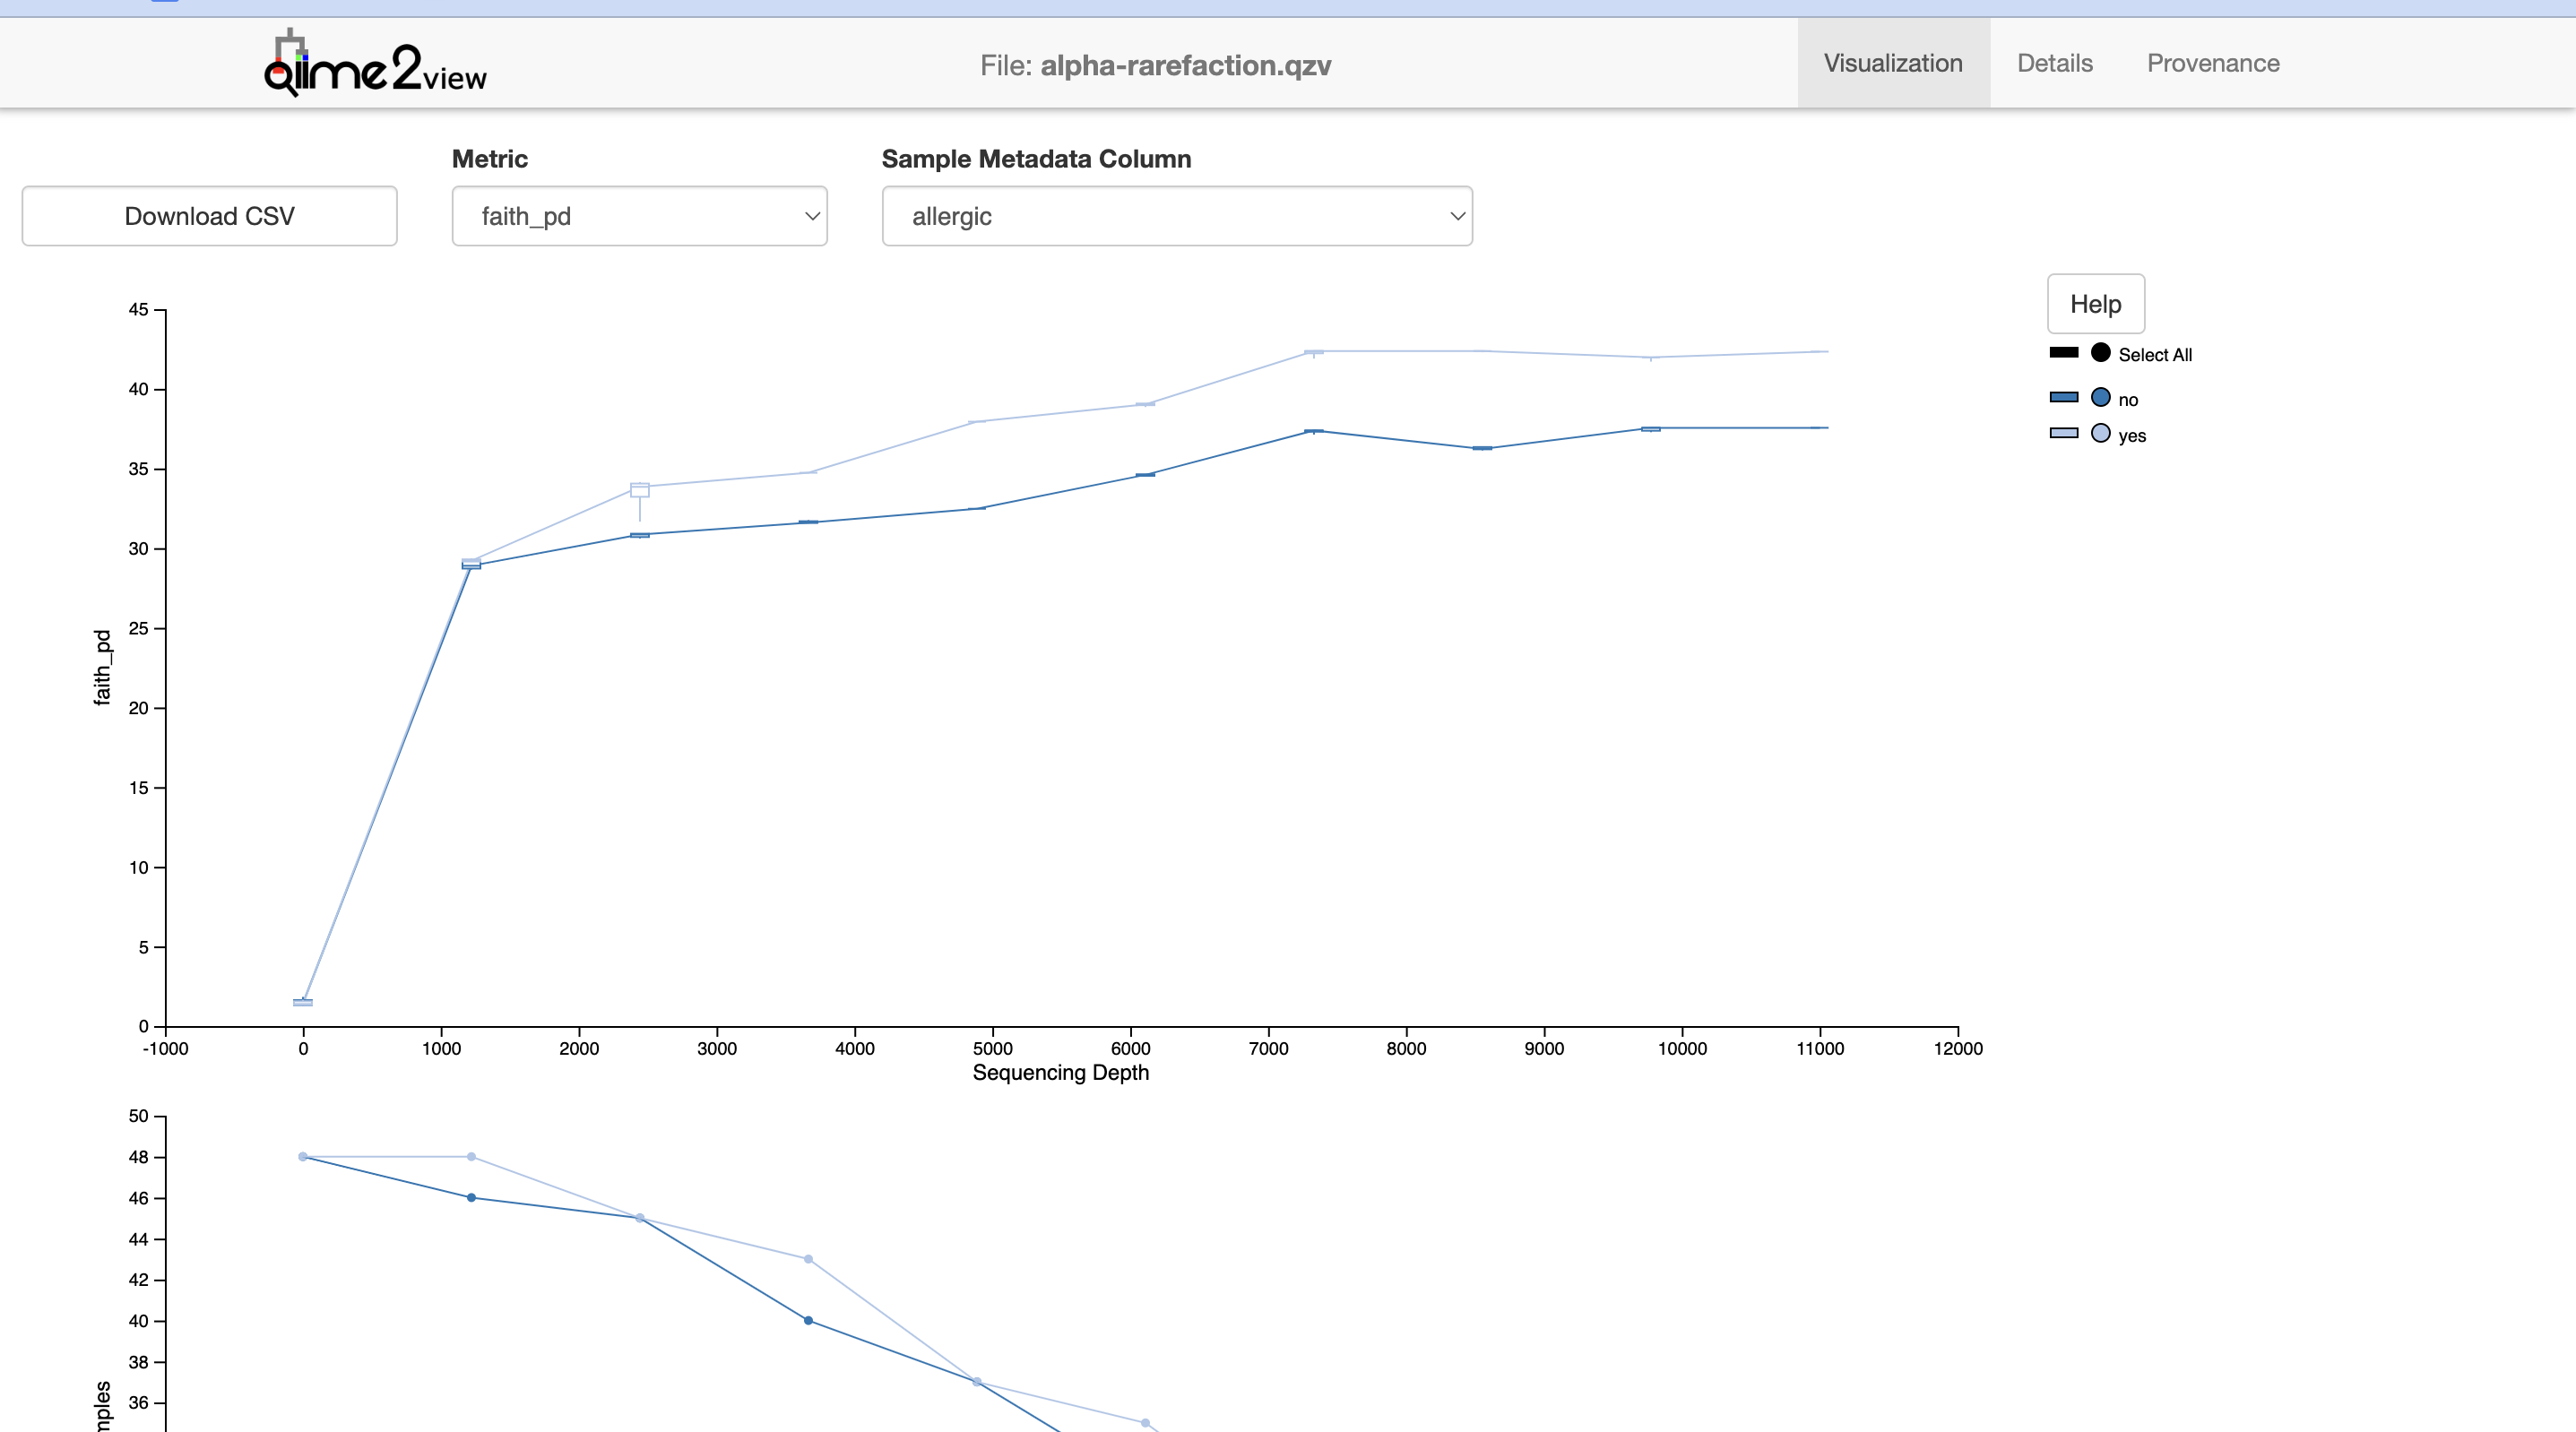 qiime2view
File: alpha-rarefaction.qzv
Visualization
Details
Provenance
Metric
Sample Metadata Column
Download CSV
faith_pd
allergic
Help
Select All
no
yes
45
40
35
30
25
20
15
10
5
0
faith_pd
-1000 0 1000 2000 3000 4000 5000 6000 7000 8000 9000 10000 11000 12000
Sequencing Depth
50
48
46
44
42
40
38
36
mples